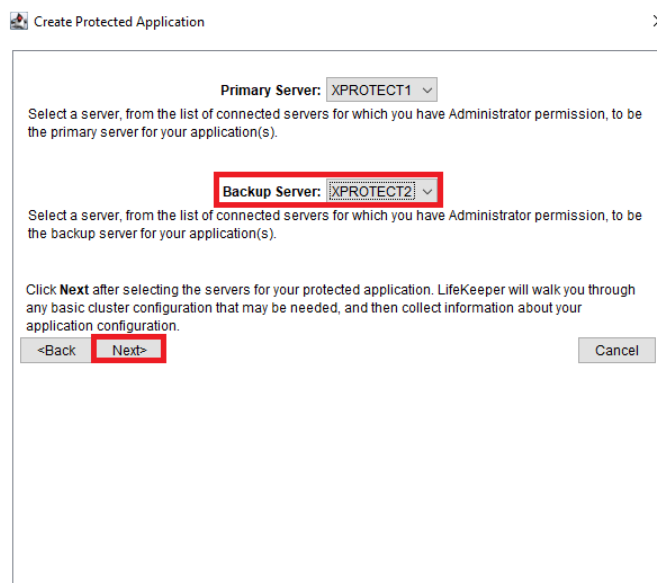 Create Protected Application
Primary Server: XPROTECT1
Select a server, from the list of connected servers for which you have Administrator permission, to be
the primary server for your application(s).
Backup Server: XPROTECT2
Select a server, from the list of connected servers for which you have Administrator permission, to be
the backup server for your application(s).
Click Next after selecting the servers for your protected application. LifeKeeper will walk you through
any basic cluster configuration that may be needed, and then collect information about your
application configuration.
<Back Next> Cancel